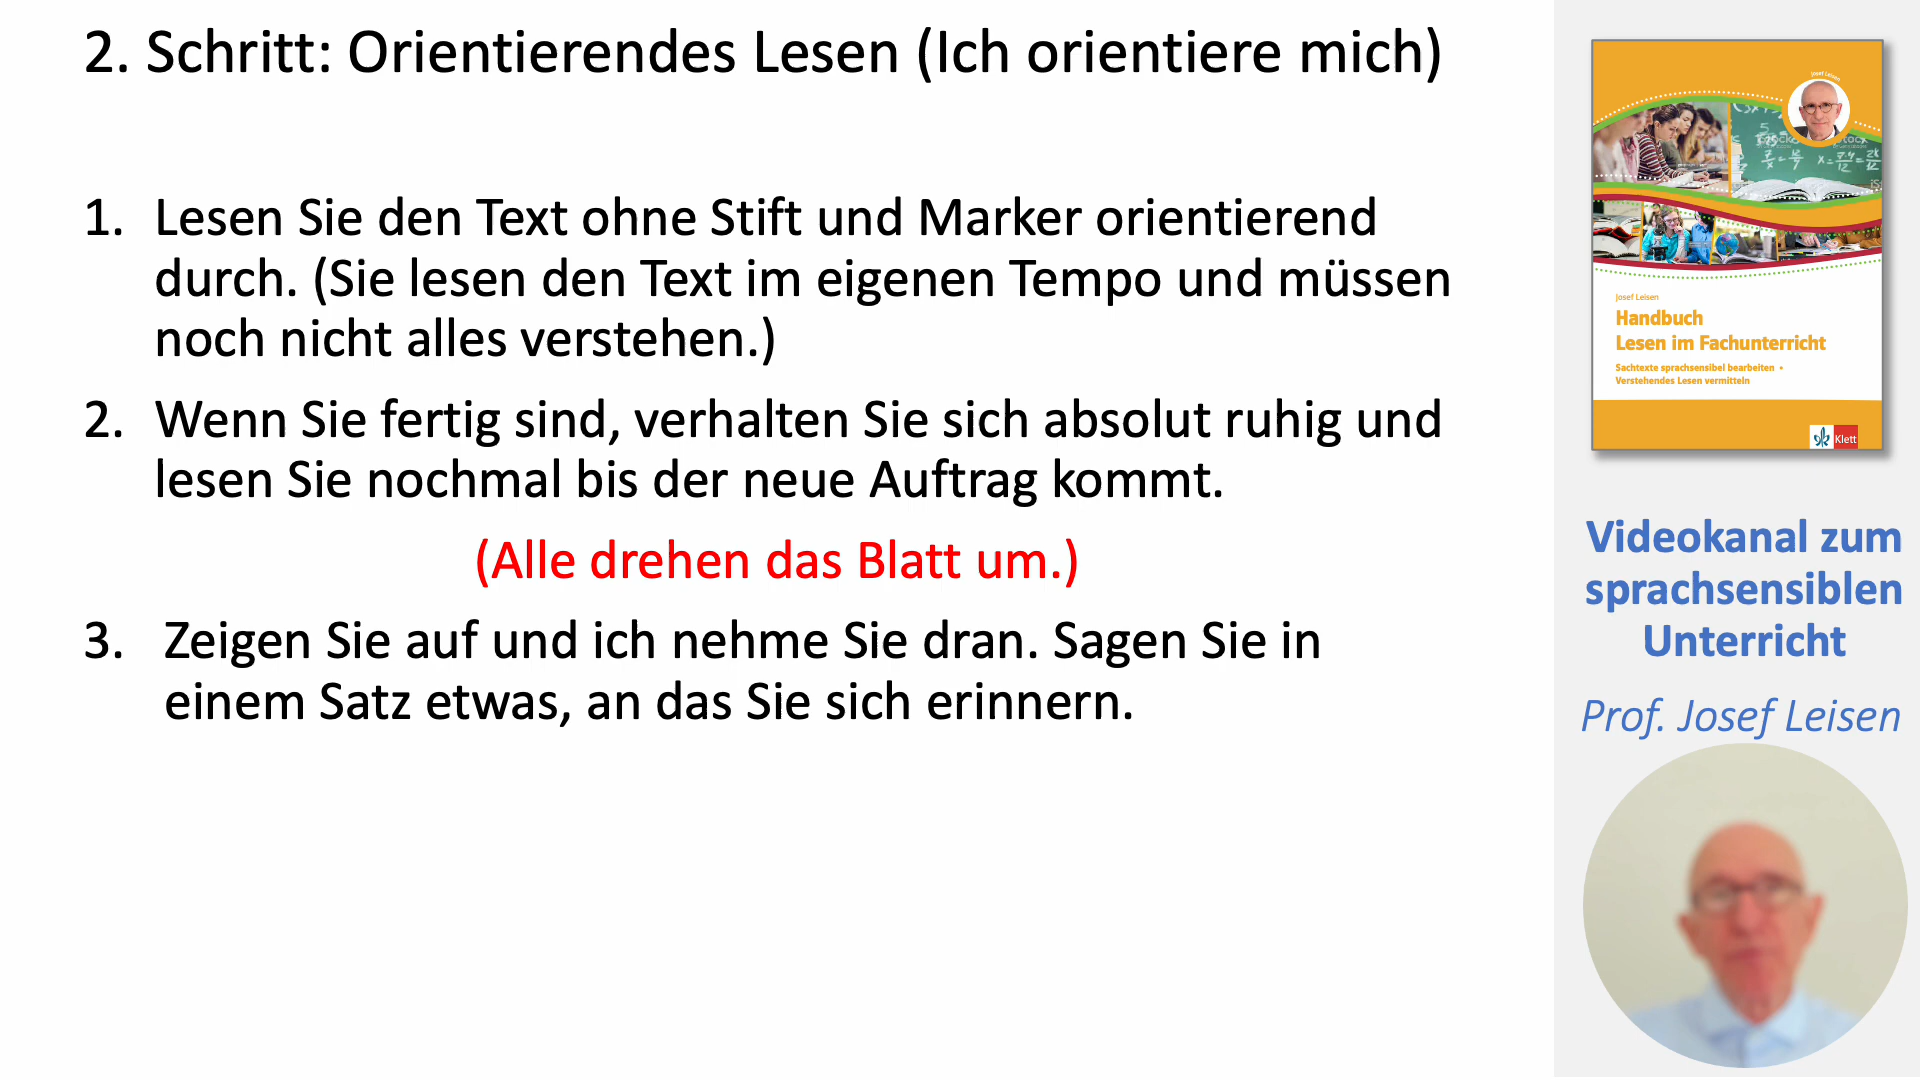 2. Schritt: Orientierendes Lesen (Ich orientiere mich)
1. Lesen Sie den Text ohne Stift und Marker orientierend
durch. (Sie lesen den Text im eigenen Tempo und müssen
noch nicht alles verstehen.)
2. Wenn Sie fertig sind, verhalten Sie sich absolut ruhig und
lesen Sie nochmal bis der neue Auftrag kommt.
(Alle drehen das Blatt um.)
3. Zeigen Sie auf und ich nehme Sie dran. Sagen Sie in
einem Satz etwas, an das Sie sich erinnern.
Josef Leisen
Josef Leisen
Handbuch
Lesen im Fachunterricht
Sachtexte sprachsensibel bearbeiten •
Verstehendes Lesen vermitteln
Klett
Videokanal zum
sprachsensiblen
Unterricht
Prof. Josef Leisen